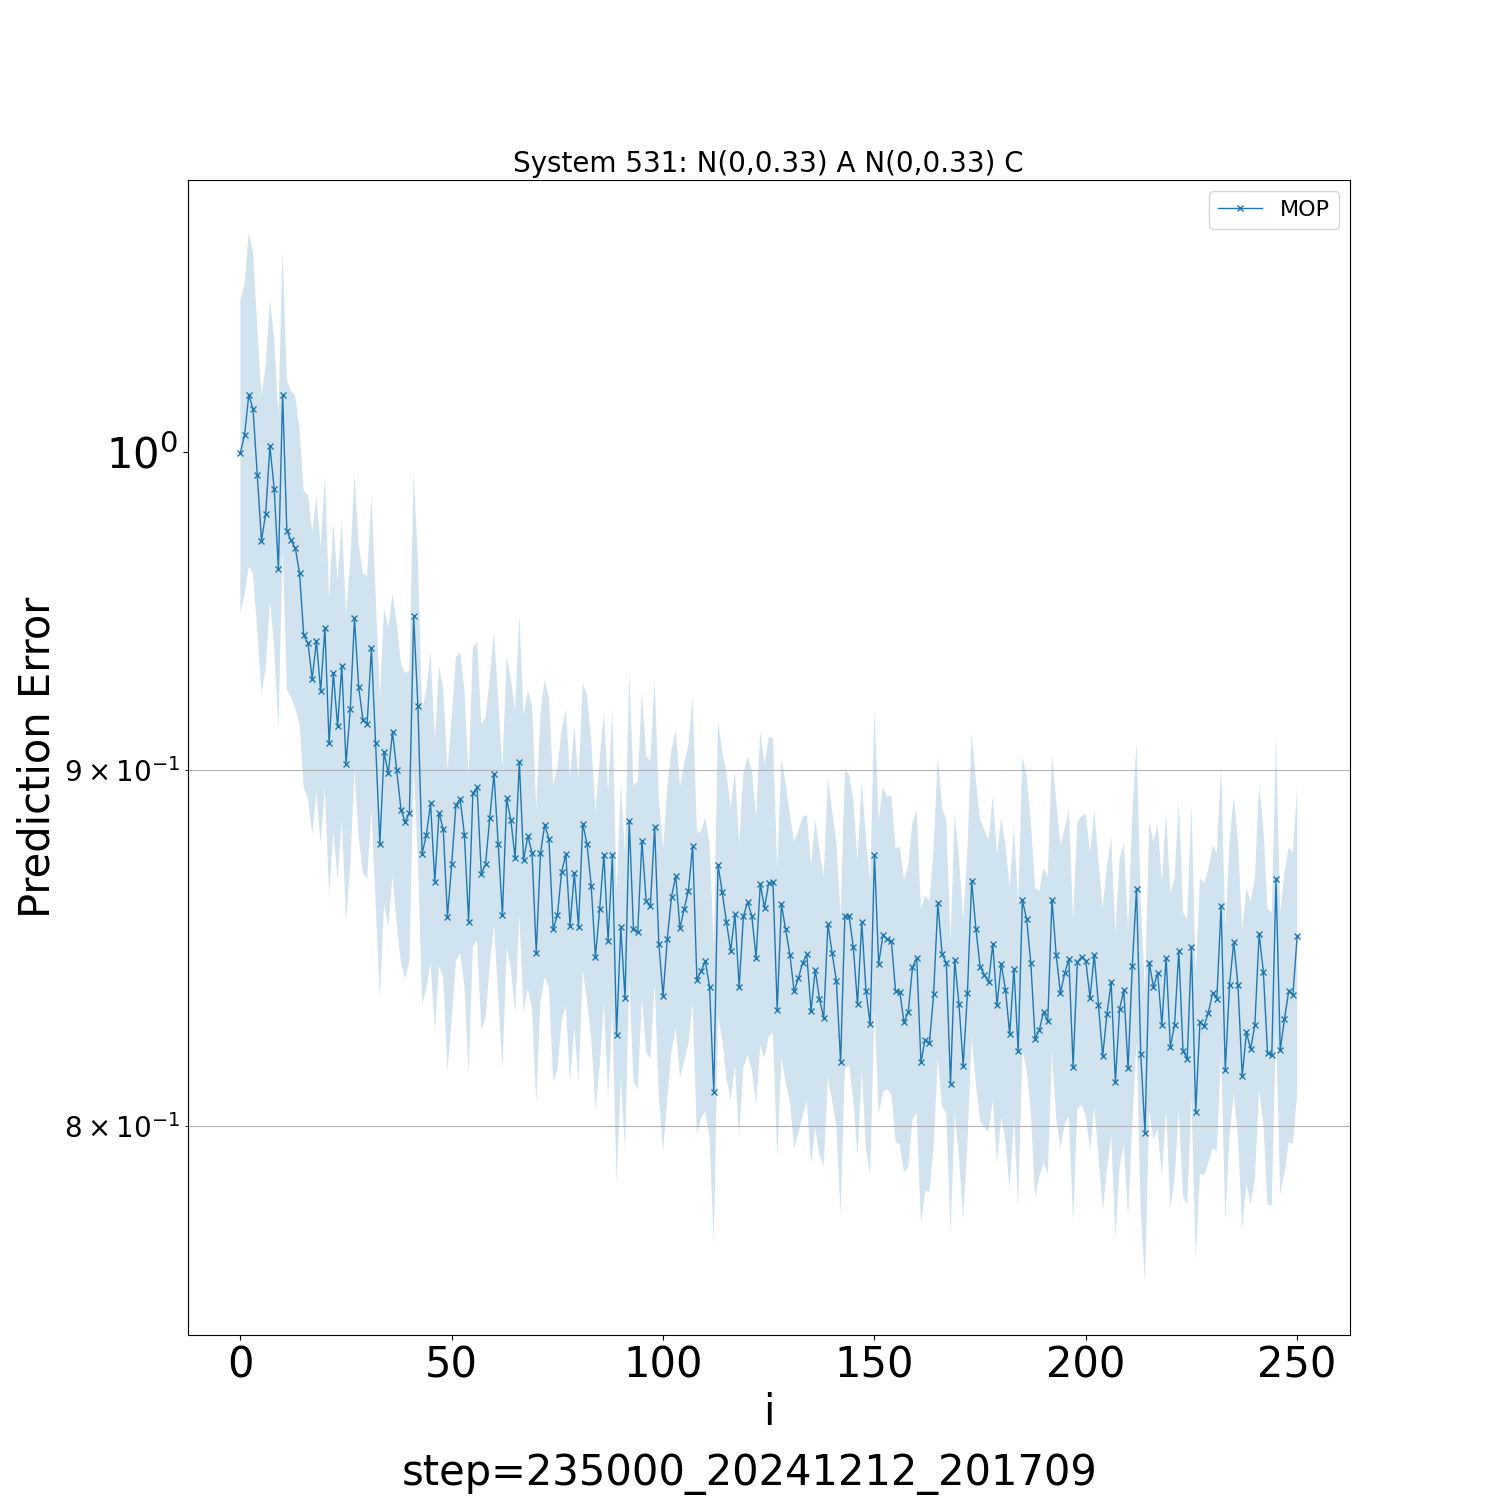 System 531: N(0,0.33) A N(0,0.33) C
MOP
Prediction Error
10⁰
9 × 10⁻¹
8 × 10⁻¹
0 50 100 150 200 250
i
step=235000_20241212_201709